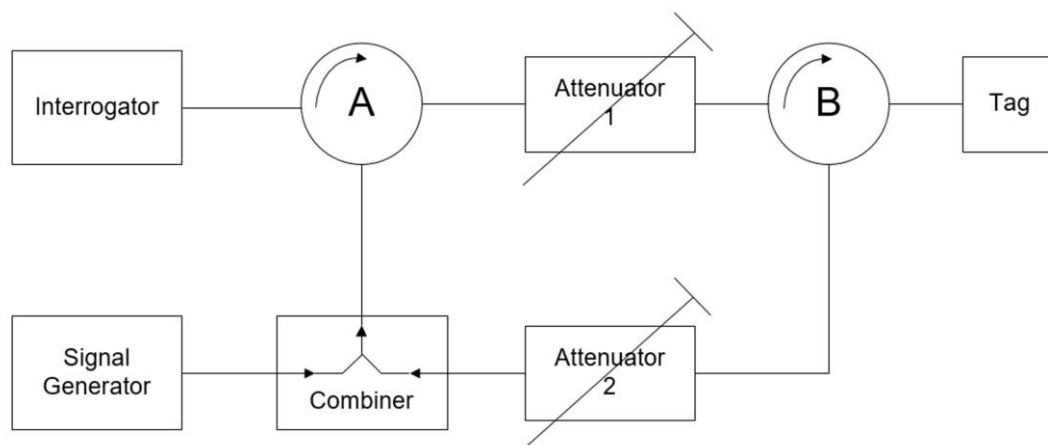 Interrogator
A
Attenuator
1
B
Tag
Signal
Generator
Combiner
Attenuator
2